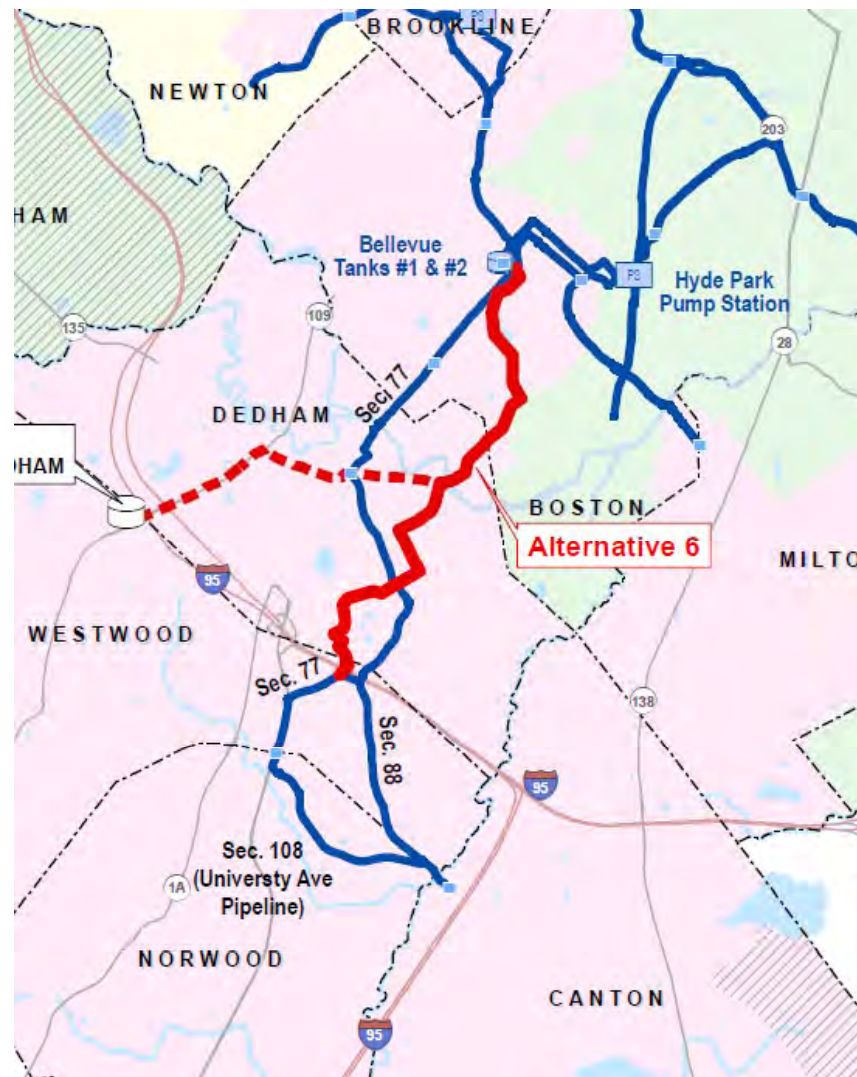 BROOKLINE
PS
NEWTON
203
HAM
Bellevue
Tanks #1 & #2
PS
Hyde Park
Pump Station
135
109
28
Sec. 77
DEDHAM
DHAM
BOSTON
Alternative 6
MILTO
95
WESTWOOD
Sec. 77
138
Sec. 88
95
Sec. 108
(Universty Ave
Pipeline)
1A
NORWOOD
CANTON
95